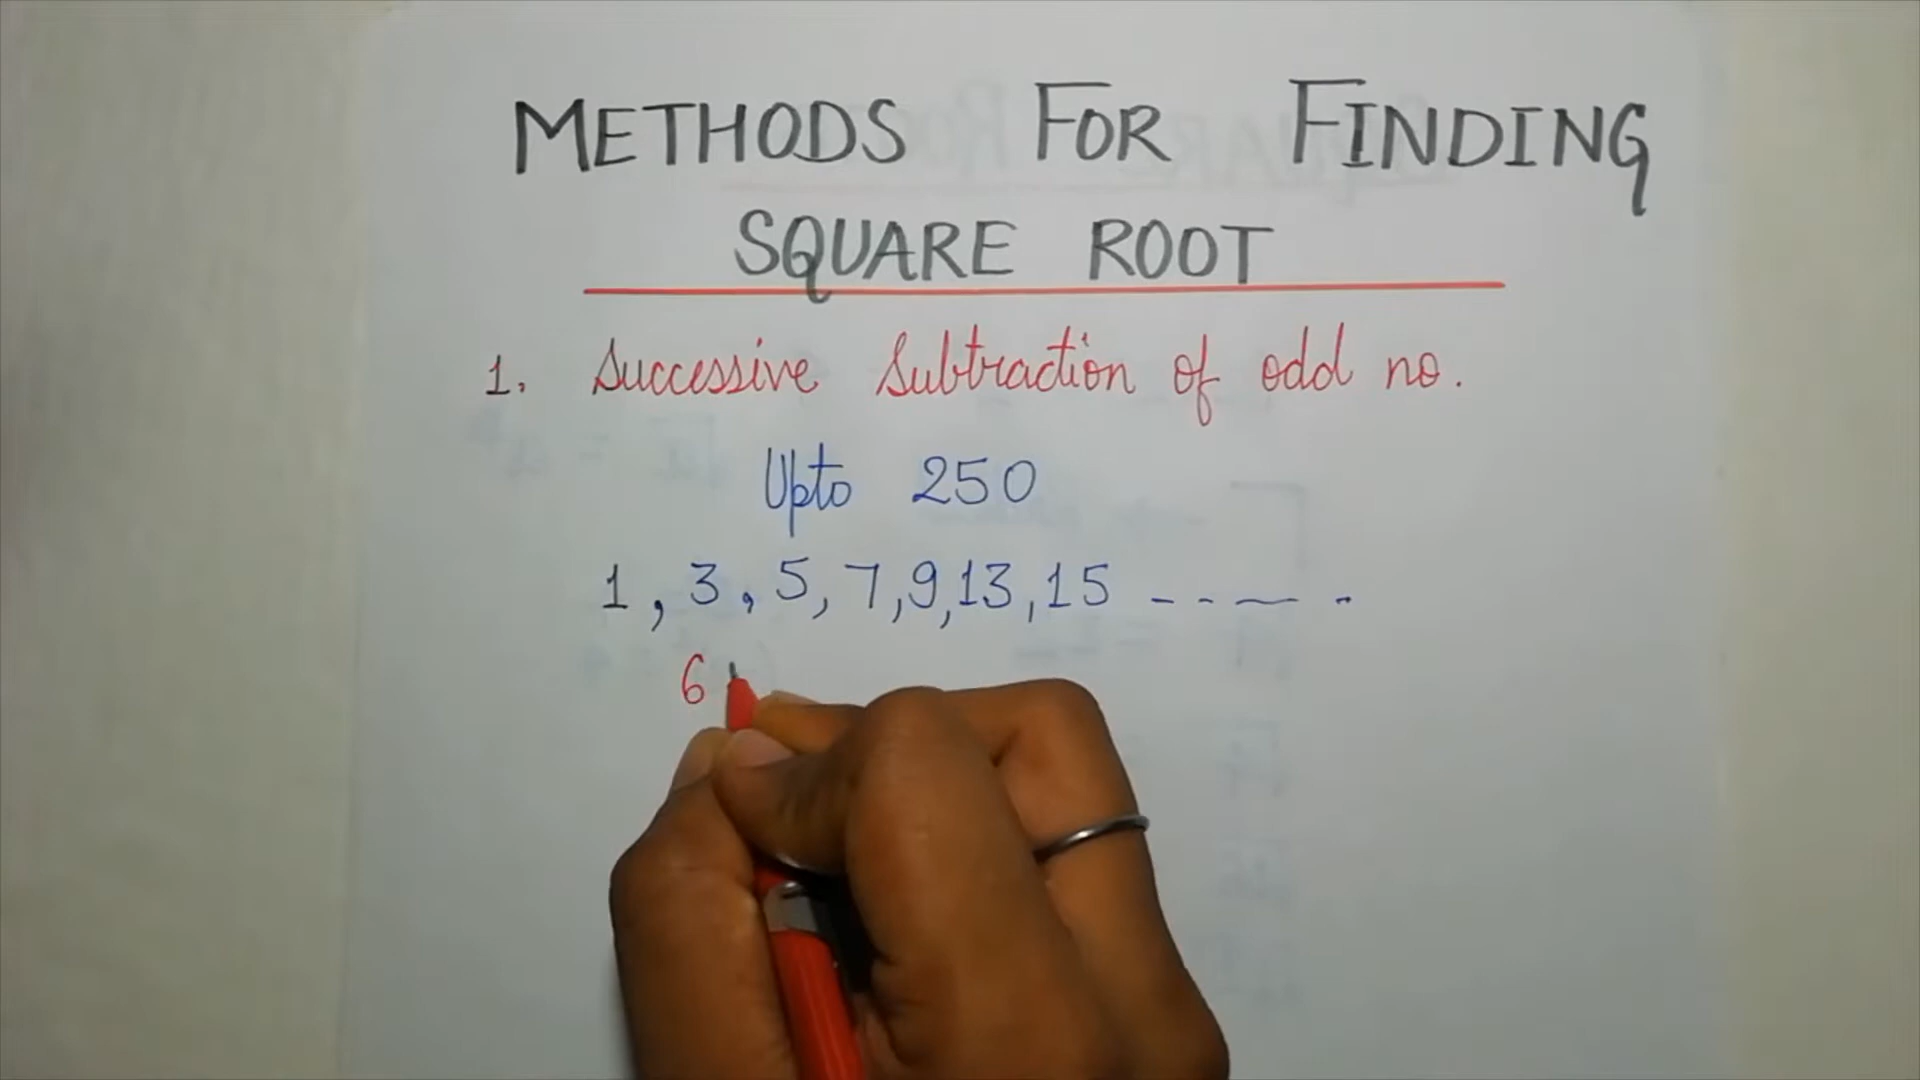 METHODS FOR FINDING
SQUARE ROOT
1. Successive Subtraction of odd no.
Upto 250
1, 3, 5, 7, 9, 13, 15 ----- -
6